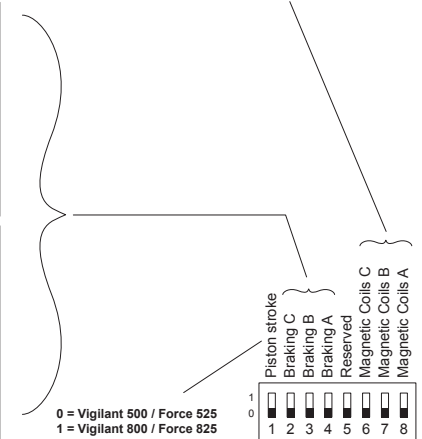 Piston stroke
Braking C
Braking B
Braking A
Reserved
Magnetic Coils C
Magnetic Coils B
Magnetic Coils A
1
0
0 = Vigilant 500 / Force 525
1 = Vigilant 800 / Force 825
1 2 3 4 5 6 7 8